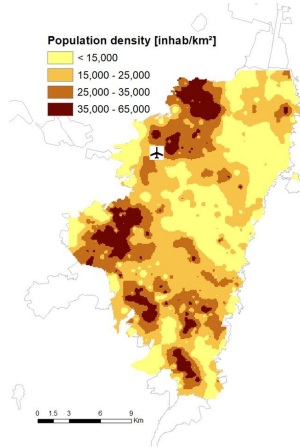 Population density [inhab/km²]
< 15,000
15,000 - 25,000
25,000 - 35,000
35,000 - 65,000
0 1.5 3 6 9
Km